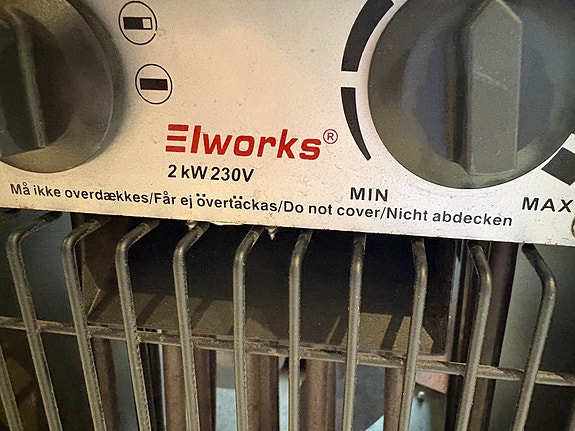 Elworks®
2 kW 230V
MIN
MAX
Må ikke overdækkes/Får ej övertäckas/Do not cover/Nicht abdecken